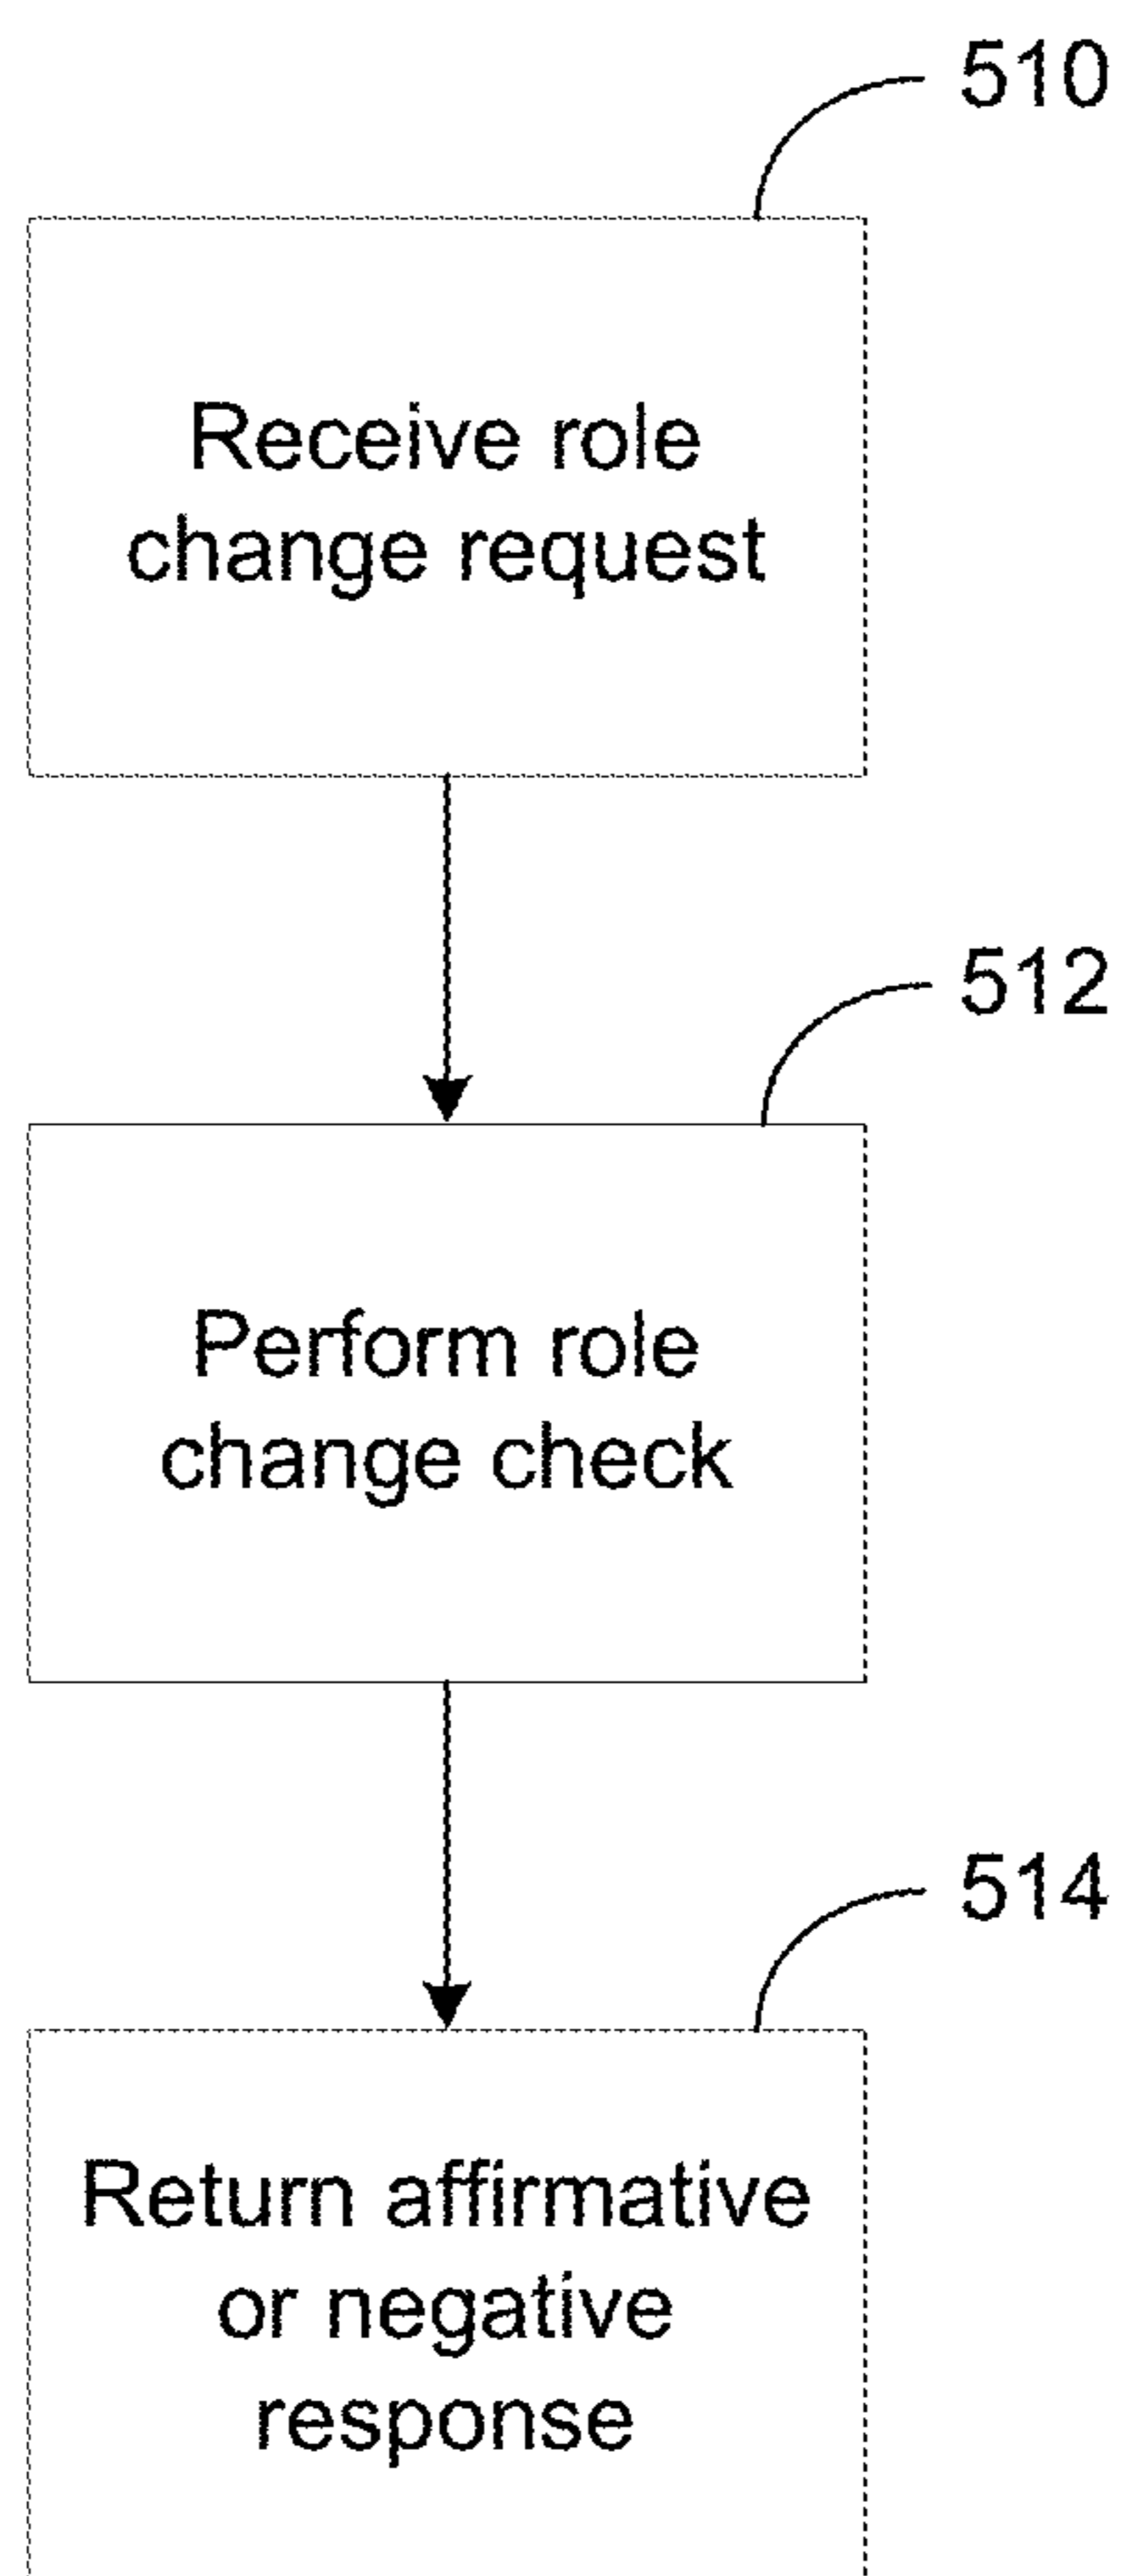 510
Receive role
change request
512
Perform role
change check
514
Return affirmative
or negative
response